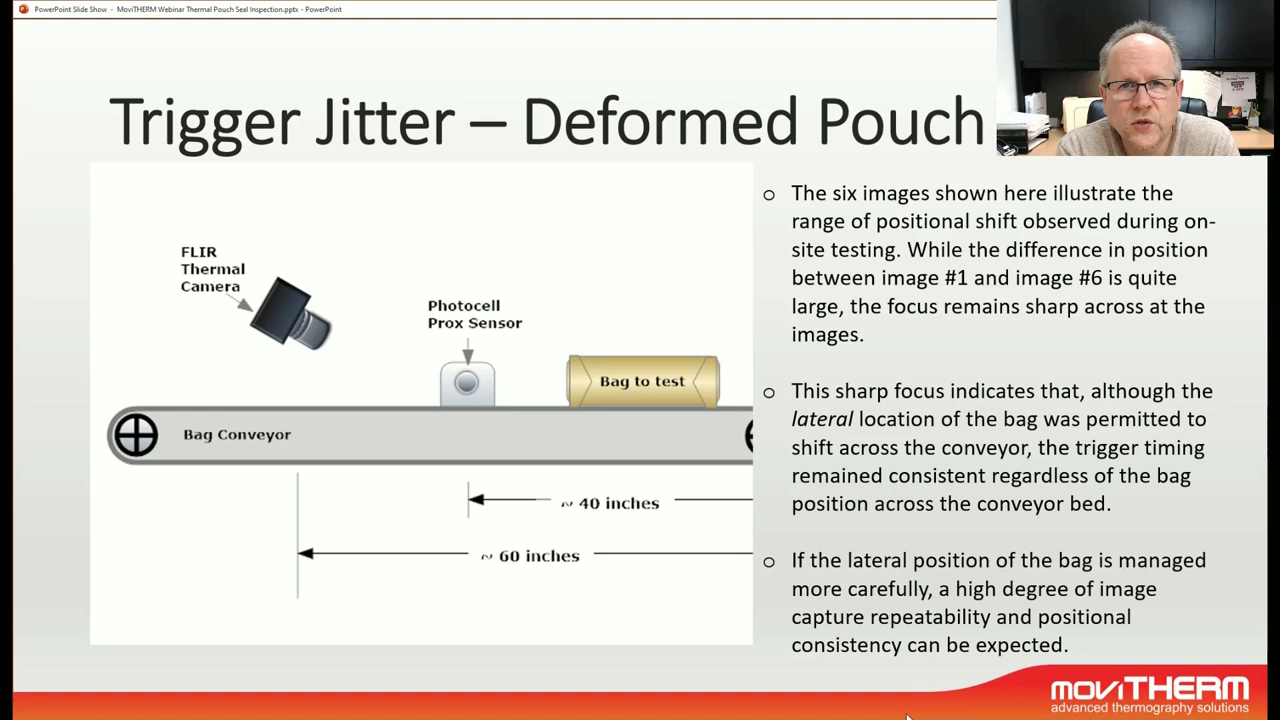 PowerPoint Slide Show - MoviTHERM Webinar Thermal Pouch Seal Inspection.pptx - PowerPoint
Trigger Jitter – Deformed Pouch
FLIR
Thermal
Camera
Photocell
Prox Sensor
Bag to test
Bag Conveyor
~ 40 inches
~ 60 inches
o The six images shown here illustrate the
range of positional shift observed during on-
site testing. While the difference in position
between image #1 and image #6 is quite
large, the focus remains sharp across at the
images.
o This sharp focus indicates that, although the
lateral location of the bag was permitted to
shift across the conveyor, the trigger timing
remained consistent regardless of the bag
position across the conveyor bed.
o If the lateral position of the bag is managed
more carefully, a high degree of image
capture repeatability and positional
consistency can be expected.
moviTHERM
advanced thermography solutions